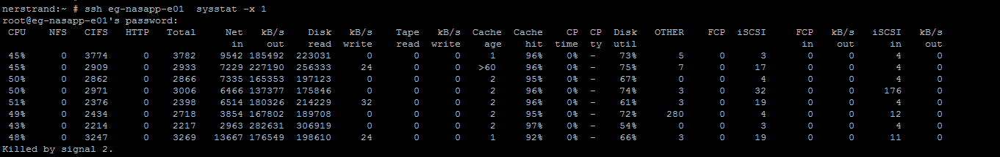 nerstrand:~ # ssh eg-nasapp-e01  sysstat -x 1
root@eg-nasapp-e01's password:
 CPU    NFS   CIFS   HTTP   Total     Net   kB/s    Disk   kB/s    Tape   kB/s  Cache  Cache    CP  CP  Disk   OTHER    FCP  iSCSI     FCP   kB/s   iSCSI   kB/s
                                       in    out    read  write    read  write    age    hit  time  ty  util                            in    out      in    out
 45%      0   3774      0    3782    9542 185492  223031      0       0      0      1    96%    0%  -    73%       5      0      3       0      0       4      0
 45%      0   2909      0    2933    7229 227190  256333     24       0      0    >60    96%    0%  -    75%       7      0     17       0      0       4      0
 50%      0   2862      0    2866    7335 165353  197123      0       0      0      2    95%    0%  -    67%       0      0      4       0      0       4      0
 50%      0   2971      0    3006    6466 137377  175846      0       0      0      2    96%    0%  -    74%       3      0     32       0      0     176      0
 51%      0   2376      0    2398    6514 180326  214229     32       0      0      2    96%    0%  -    61%       3      0     19       0      0       4      0
 49%      0   2434      0    2718    3854 167802  189708      0       0      0      2    95%    0%  -    72%     280      0      4       0      0      12      0
 43%      0   2214      0    2217    2963 282631  306919      0       0      0      2    97%    0%  -    54%       0      0      3       0      0       4      0
 48%      0   3247      0    3269   13667 176549  198610     24       0      0      1    92%    0%  -    66%       3      0     19       0      0      11      0
Killed by signal 2.